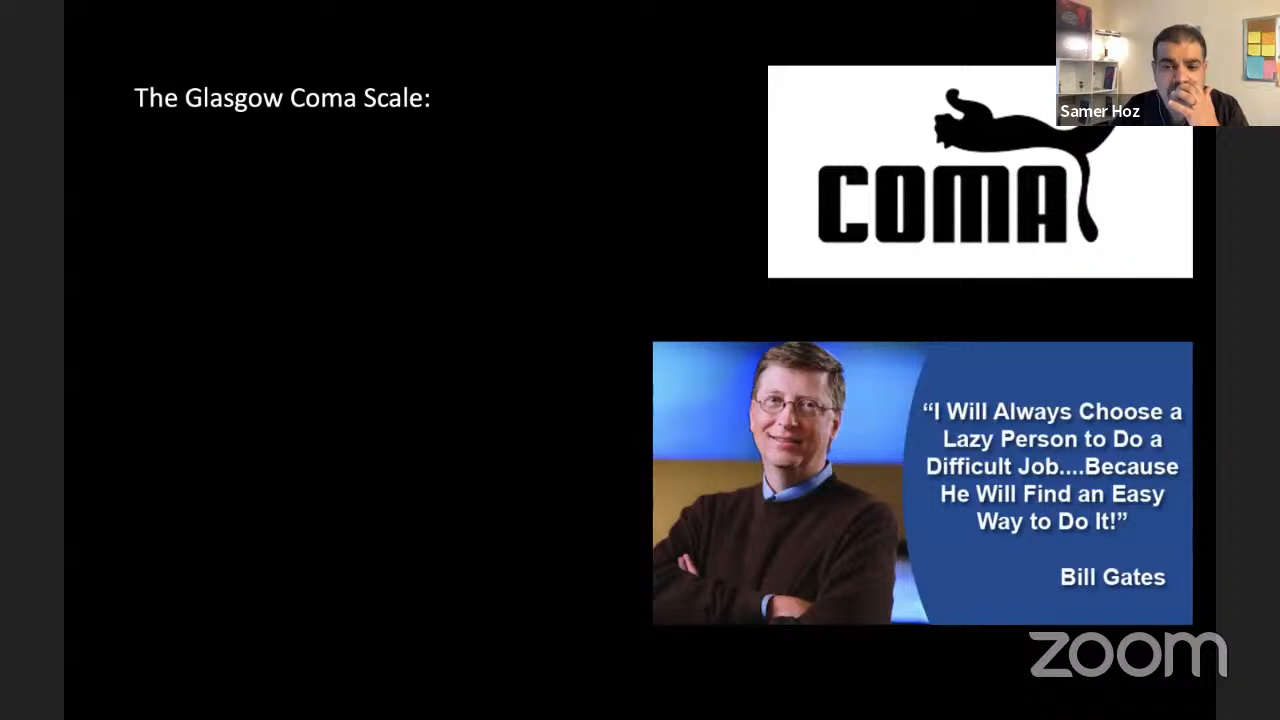 The Glasgow Coma Scale:
Samer Hoz
COMA
“I Will Always Choose a
Lazy Person to Do a
Difficult Job....Because
He Will Find an Easy
Way to Do It!”
Bill Gates
zoom